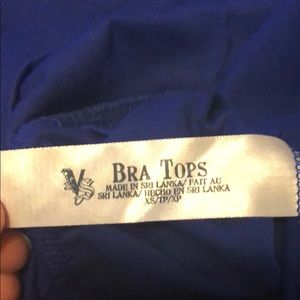 VS BRA TOPS
MADE IN SRI LANKA/ FAIT AU
SRI LANKA/ HECHO EN SRI LANKA
XS/TP/XP